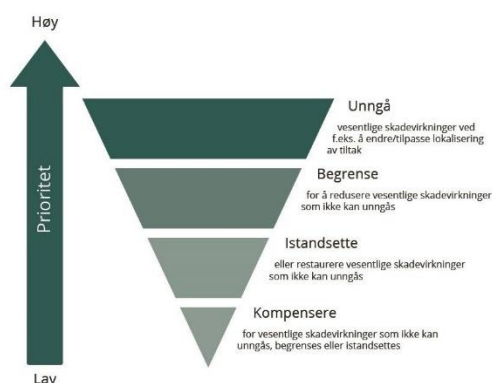 Høy
Prioritet
Unngå
vesentlige skadevirkninger ved
f.eks. å endre/tilpasse lokalisering
av tiltak
Begrense
for å redusere vesentlige skadevirkninger
som ikke kan unngås
Istandsette
eller restaurere vesentlige skadevirkninger
som ikke kan unngås
Kompensere
for vesentlige skadevirkninger som ikke kan
unngås, begrenses eller istandsettes
Lav